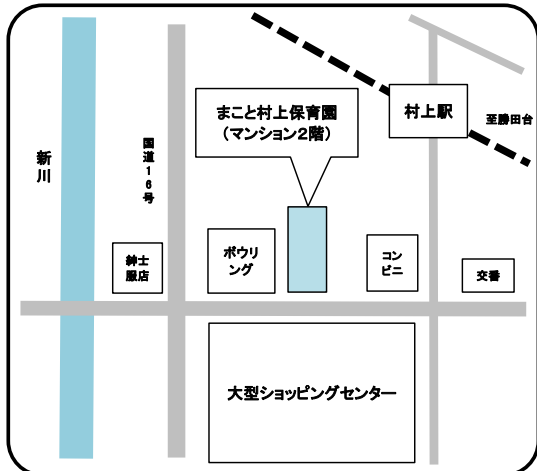 まこと村上保育園
（マンション２階）
村上駅
至勝田台
新川
国道１６号
紳士
服店
ボウリ
ング
コン
ビニ
交番
大型ショッピングセンター